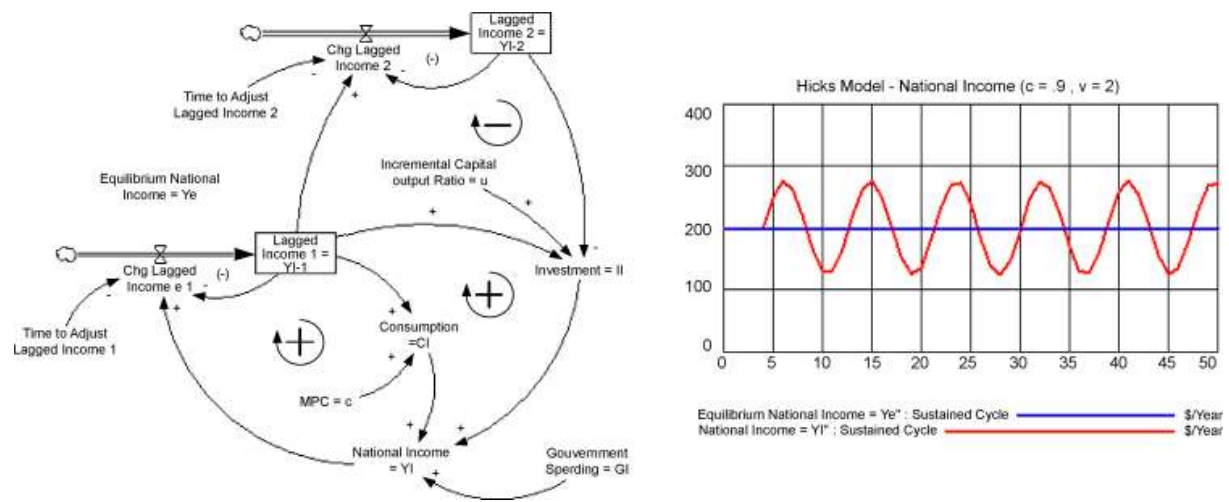 Lagged
Income 2 =
YI-2
Chg Lagged
Income 2
(-)
-
-
+
Time to Adjust
Lagged Income 2
Equilibrium National
Income = Ye
Incremental Capital
output Ratio = u
+
+
-
Lagged
Income 1 =
YI-1
Chg Lagged
Income e 1
(-)
-
-
+
Time to Adjust
Lagged Income 1
Investment = II
+
Consumption
=CI
+
MPC = c
+
+
National Income
= YI
+
Gouvernment
Sperding = GI
Hicks Model - National Income (c = .9 , v = 2)
400
300
200
100
0
0 5 10 15 20 25 30 35 40 45 50
Equilibrium National Income = Ye" : Sustained Cycle $/Year
National Income = YI" : Sustained Cycle $/Year